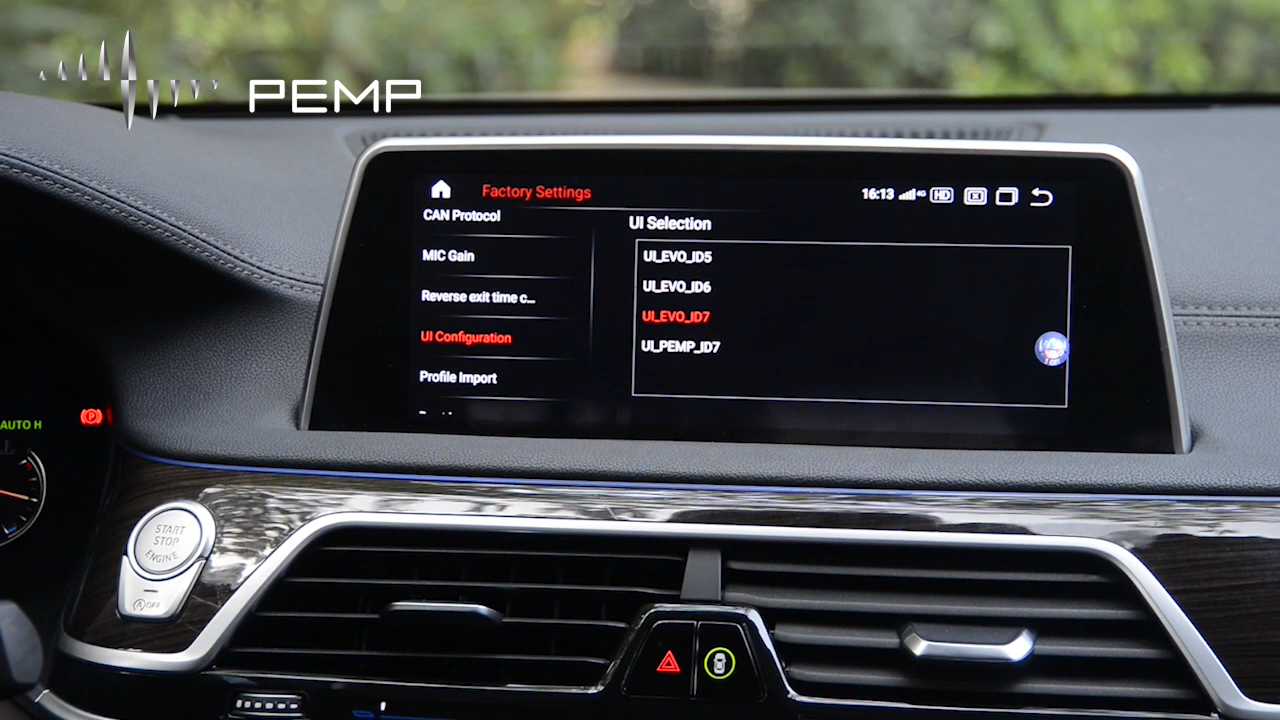 PEMP
Factory Settings
16:13 4G HD
CAN Protocol
MIC Gain
Reverse exit time c...
UI Configuration
Profile Import
UI Selection
UI_EVO_ID5
UI_EVO_ID6
UI_EVO_ID7
UI_PEMP_ID7
AUTO H
P
START
STOP
ENGINE
A OFF